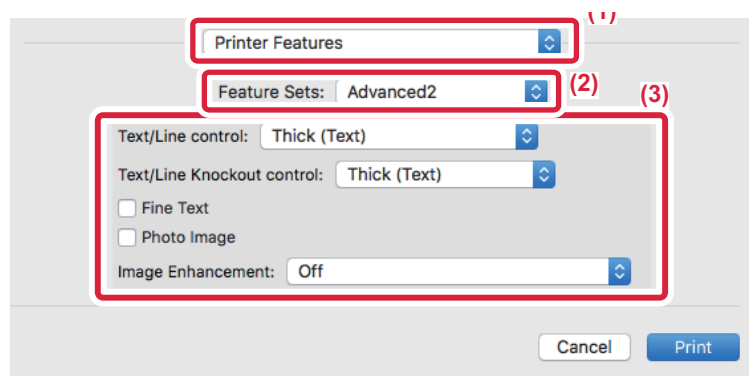 (1)
Printer Features
Feature Sets: Advanced2
(2)
(3)
Text/Line control: Thick (Text)
Text/Line Knockout control: Thick (Text)
Fine Text
Photo Image
Image Enhancement: Off
Cancel Print